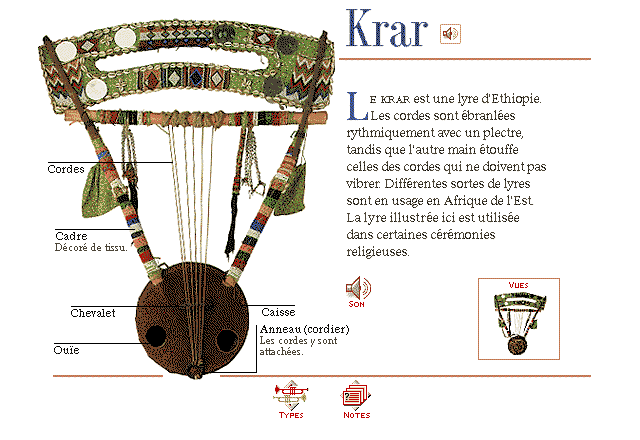 Krar
LE KRAR est une lyre d'Ethiopie.
Les cordes sont ébranlées
rythmiquement avec un plectre,
tandis que l'autre main étouffe
celles des cordes qui ne doivent pas
vibrer. Différentes sortes de lyres
sont en usage en Afrique de l'Est.
La lyre illustrée ici est utilisée
dans certaines cérémonies
religieuses.
Cordes
Cadre
Décoré de tissu.
Chevalet
Caisse
Anneau (cordier)
Les cordes y sont
attachées.
Ouïe
SON
VUES
TYPES
NOTES